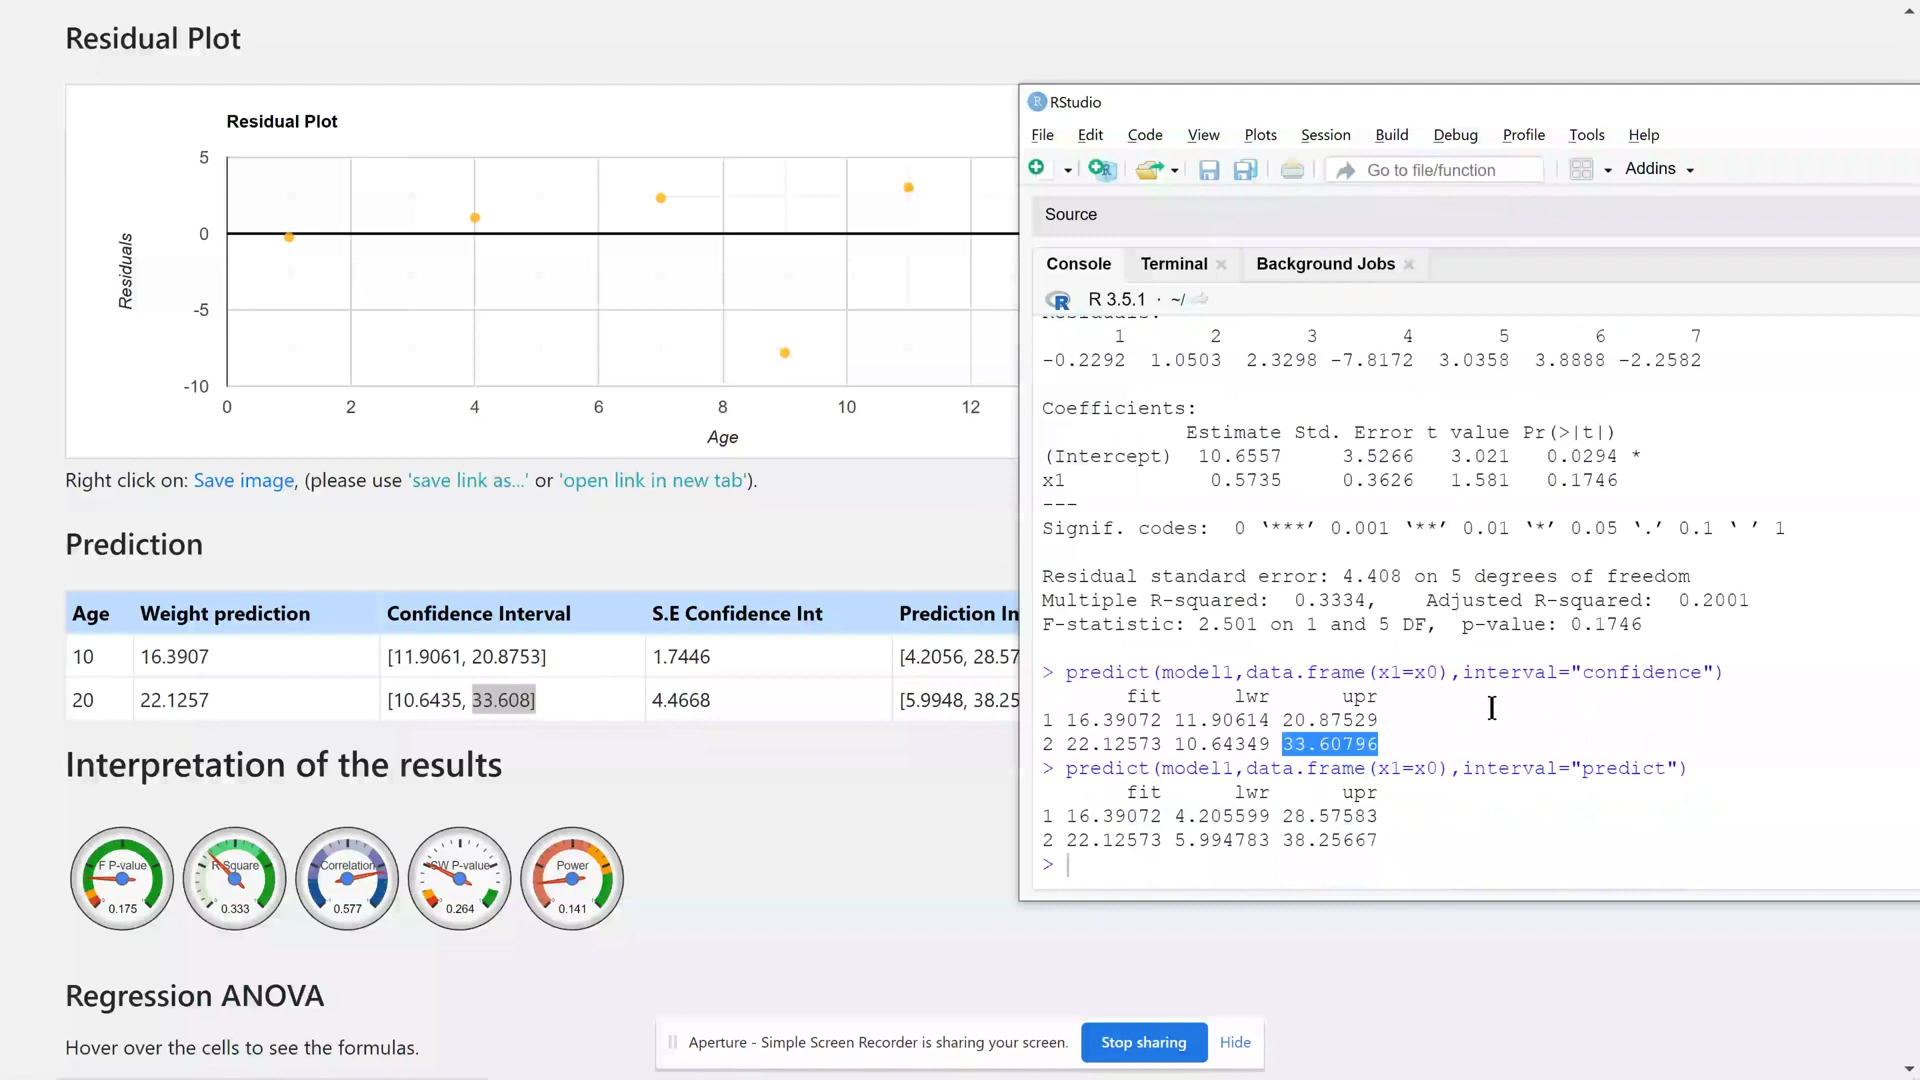 Residual Plot
Residual Plot
5
0
-5
-10
Residuals
0 2 4 6 8 10 12
Age
Right click on: Save image, (please use 'save link as...' or 'open link in new tab').
Prediction
Age Weight prediction Confidence Interval S.E Confidence Int Prediction In
10 16.3907 [11.9061, 20.8753] 1.7446 [4.2056, 28.57
20 22.1257 [10.6435, 33.608] 4.4668 [5.9948, 38.25
Interpretation of the results
F P-value R Square Correlation SW P-value Power
0.175 0.333 0.577 0.264 0.141
Regression ANOVA
Hover over the cells to see the formulas.
RStudio
File Edit Code View Plots Session Build Debug Profile Tools Help
Go to file/function Addins
Source
Console Terminal Background Jobs
R 3.5.1 · ~/
Residuals:
1 2 3 4 5 6 7
-0.2292 1.0503 2.3298 -7.8172 3.0358 3.8888 -2.2582
Coefficients:
Estimate Std. Error t value Pr(>|t|)
(Intercept) 10.6557 3.5266 3.021 0.0294 *
x1 0.5735 0.3626 1.581 0.1746
---
Signif. codes: 0 ‘***’ 0.001 ‘**’ 0.01 ‘*’ 0.05 ‘.’ 0.1 ‘ ’ 1
Residual standard error: 4.408 on 5 degrees of freedom
Multiple R-squared: 0.3334, Adjusted R-squared: 0.2001
F-statistic: 2.501 on 1 and 5 DF, p-value: 0.1746
> predict(model1,data.frame(x1=x0),interval="confidence")
fit lwr upr
1 16.39072 11.90614 20.87529
2 22.12573 10.64349 33.60796
> predict(model1,data.frame(x1=x0),interval="predict")
fit lwr upr
1 16.39072 4.205599 28.57583
2 22.12573 5.994783 38.25667
>
Aperture - Simple Screen Recorder is sharing your screen. Stop sharing Hide